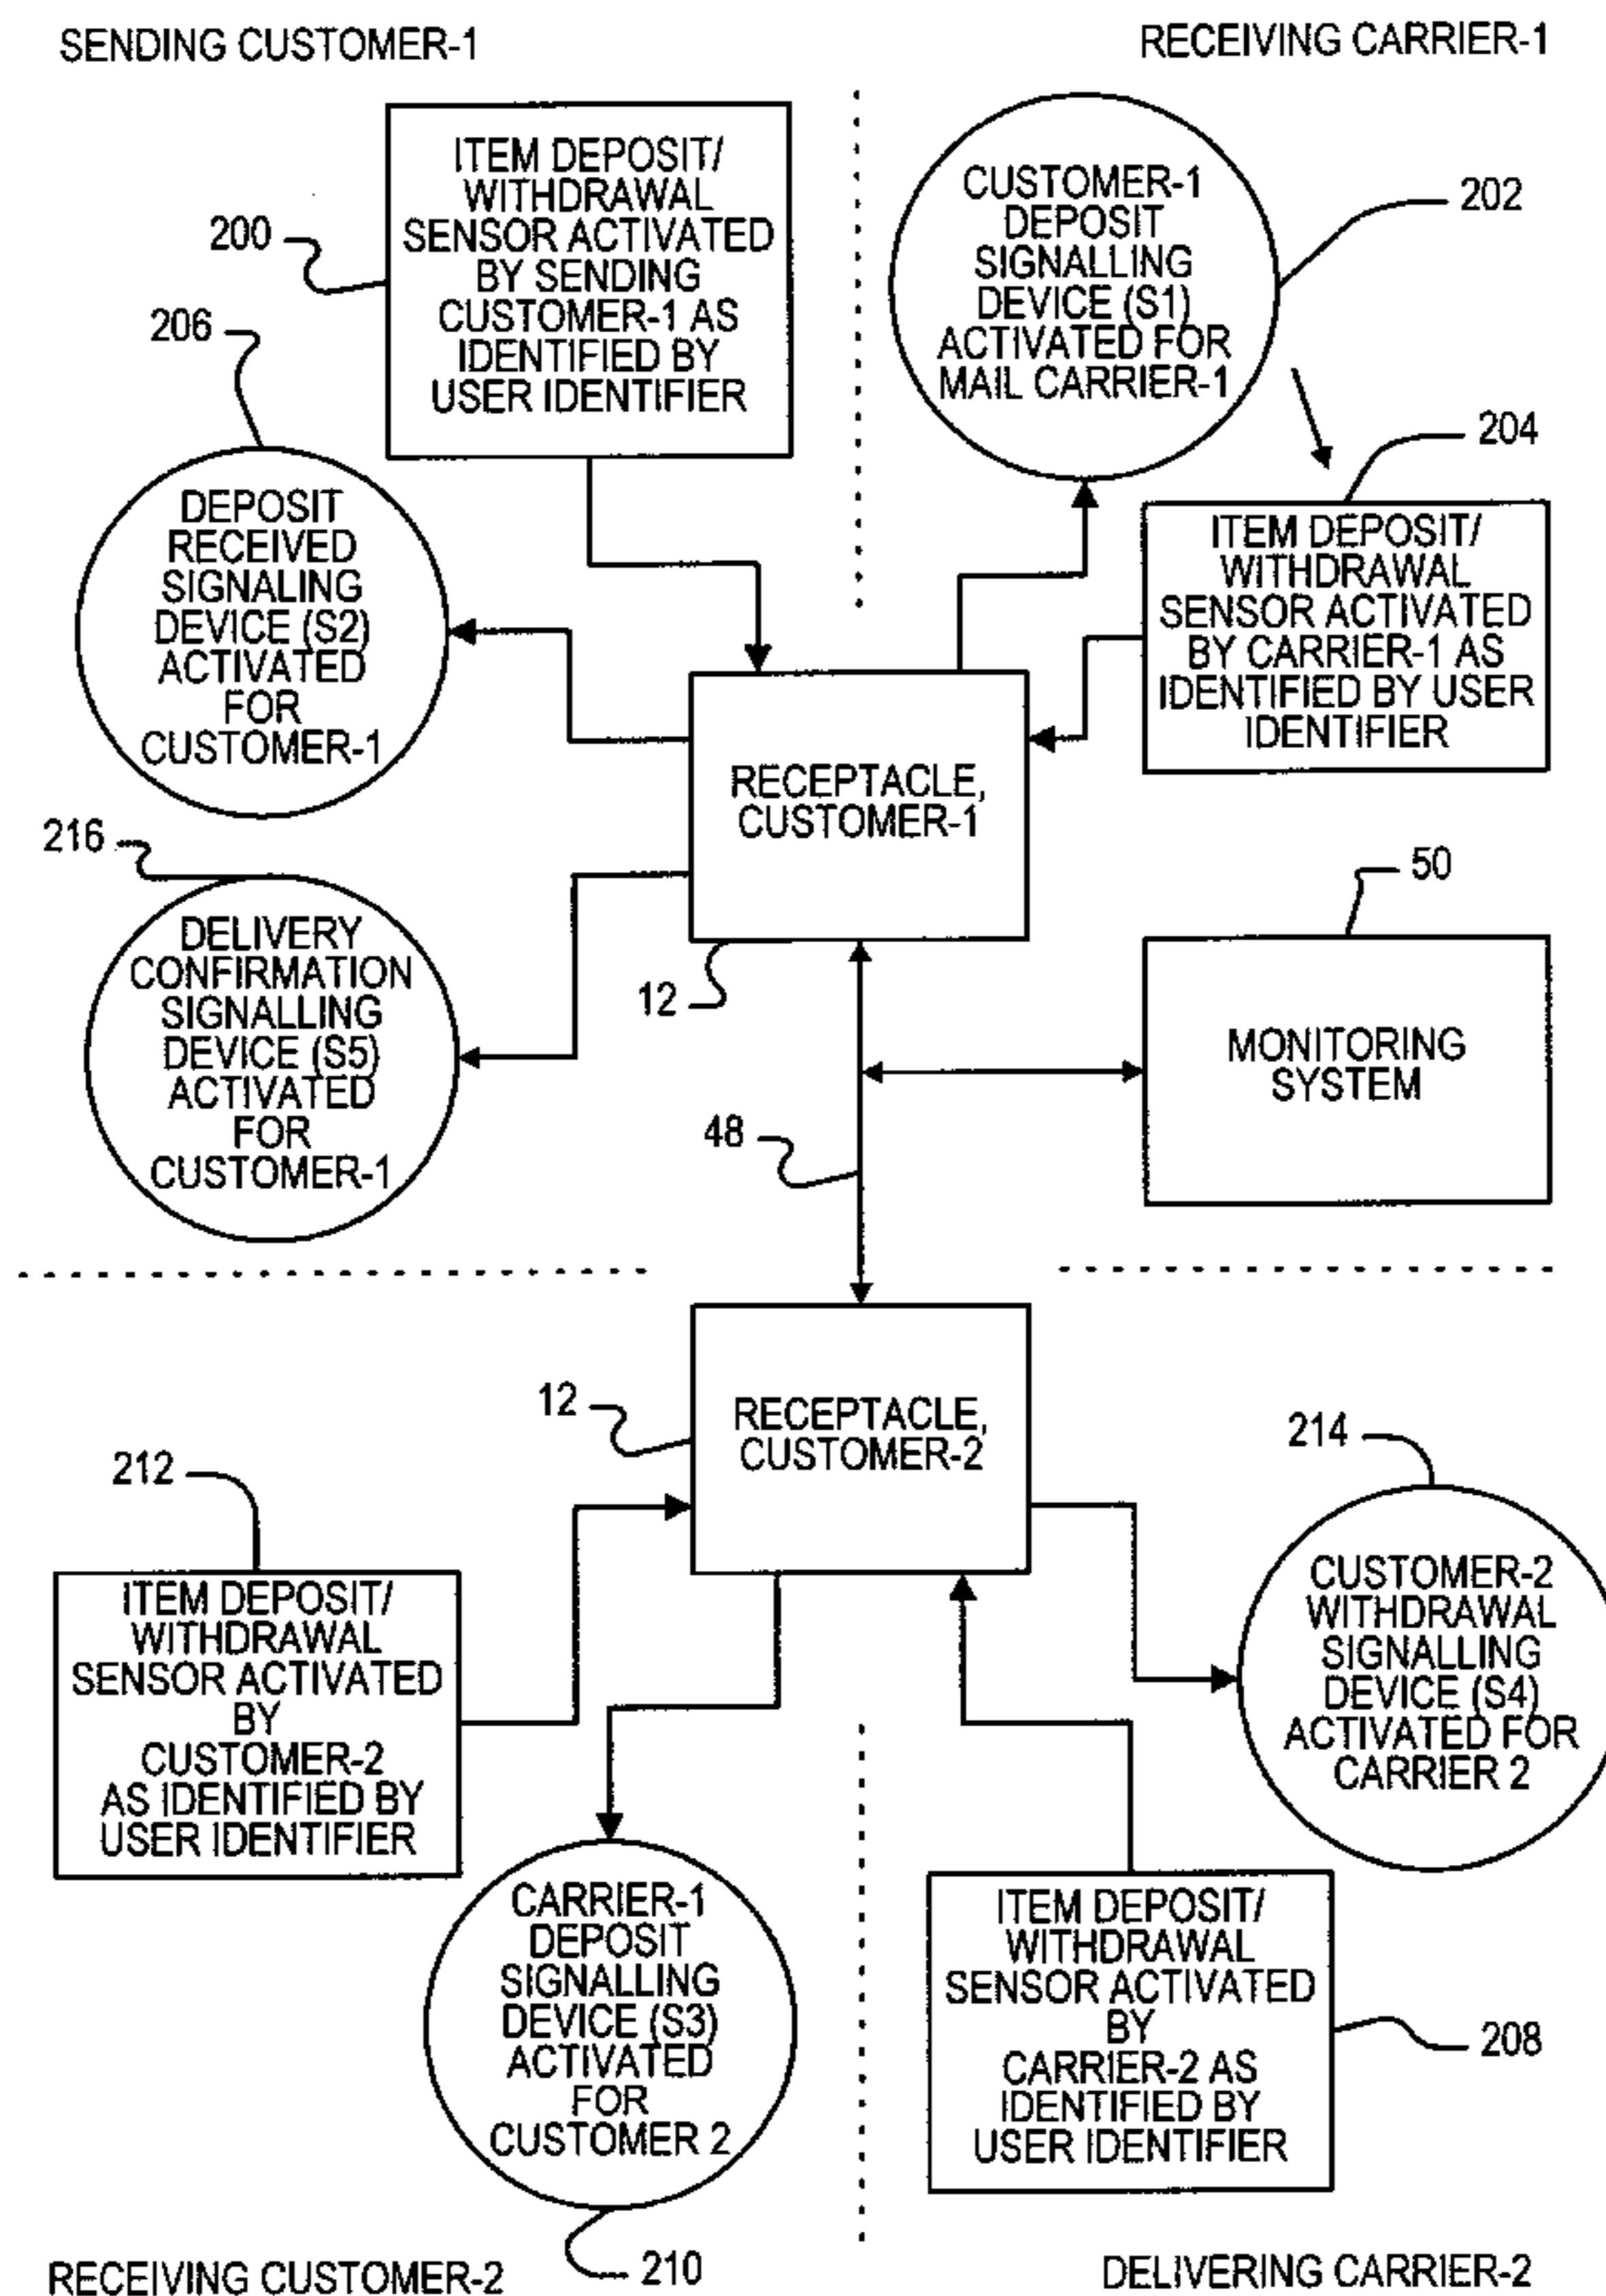 SENDING CUSTOMER-1
RECEIVING CARRIER-1
ITEM DEPOSIT/
WITHDRAWAL
SENSOR ACTIVATED
BY SENDING
CUSTOMER-1 AS
IDENTIFIED BY
USER IDENTIFIER
200
CUSTOMER-1
DEPOSIT
SIGNALLING
DEVICE (S1)
ACTIVATED FOR
MAIL CARRIER-1
202
206
DEPOSIT
RECEIVED
SIGNALING
DEVICE (S2)
ACTIVATED
FOR
CUSTOMER-1
204
ITEM DEPOSIT/
WITHDRAWAL
SENSOR ACTIVATED
BY CARRIER-1 AS
IDENTIFIED BY USER
IDENTIFIER
RECEPTACLE,
CUSTOMER-1
12
216
DELIVERY
CONFIRMATION
SIGNALLING
DEVICE (S5)
ACTIVATED
FOR
CUSTOMER-1
50
MONITORING
SYSTEM
48
RECEPTACLE,
CUSTOMER-2
12
212
ITEM DEPOSIT/
WITHDRAWAL
SENSOR ACTIVATED
BY
CUSTOMER-2
AS IDENTIFIED BY
USER IDENTIFIER
214
CUSTOMER-2
WITHDRAWAL
SIGNALLING
DEVICE (S4)
ACTIVATED FOR
CARRIER 2
CARRIER-1
DEPOSIT
SIGNALLING
DEVICE (S3)
ACTIVATED
FOR
CUSTOMER 2
210
ITEM DEPOSIT/
WITHDRAWAL
SENSOR ACTIVATED
BY
CARRIER-2 AS
IDENTIFIED BY
USER IDENTIFIER
208
RECEIVING CUSTOMER-2
DELIVERING CARRIER-2